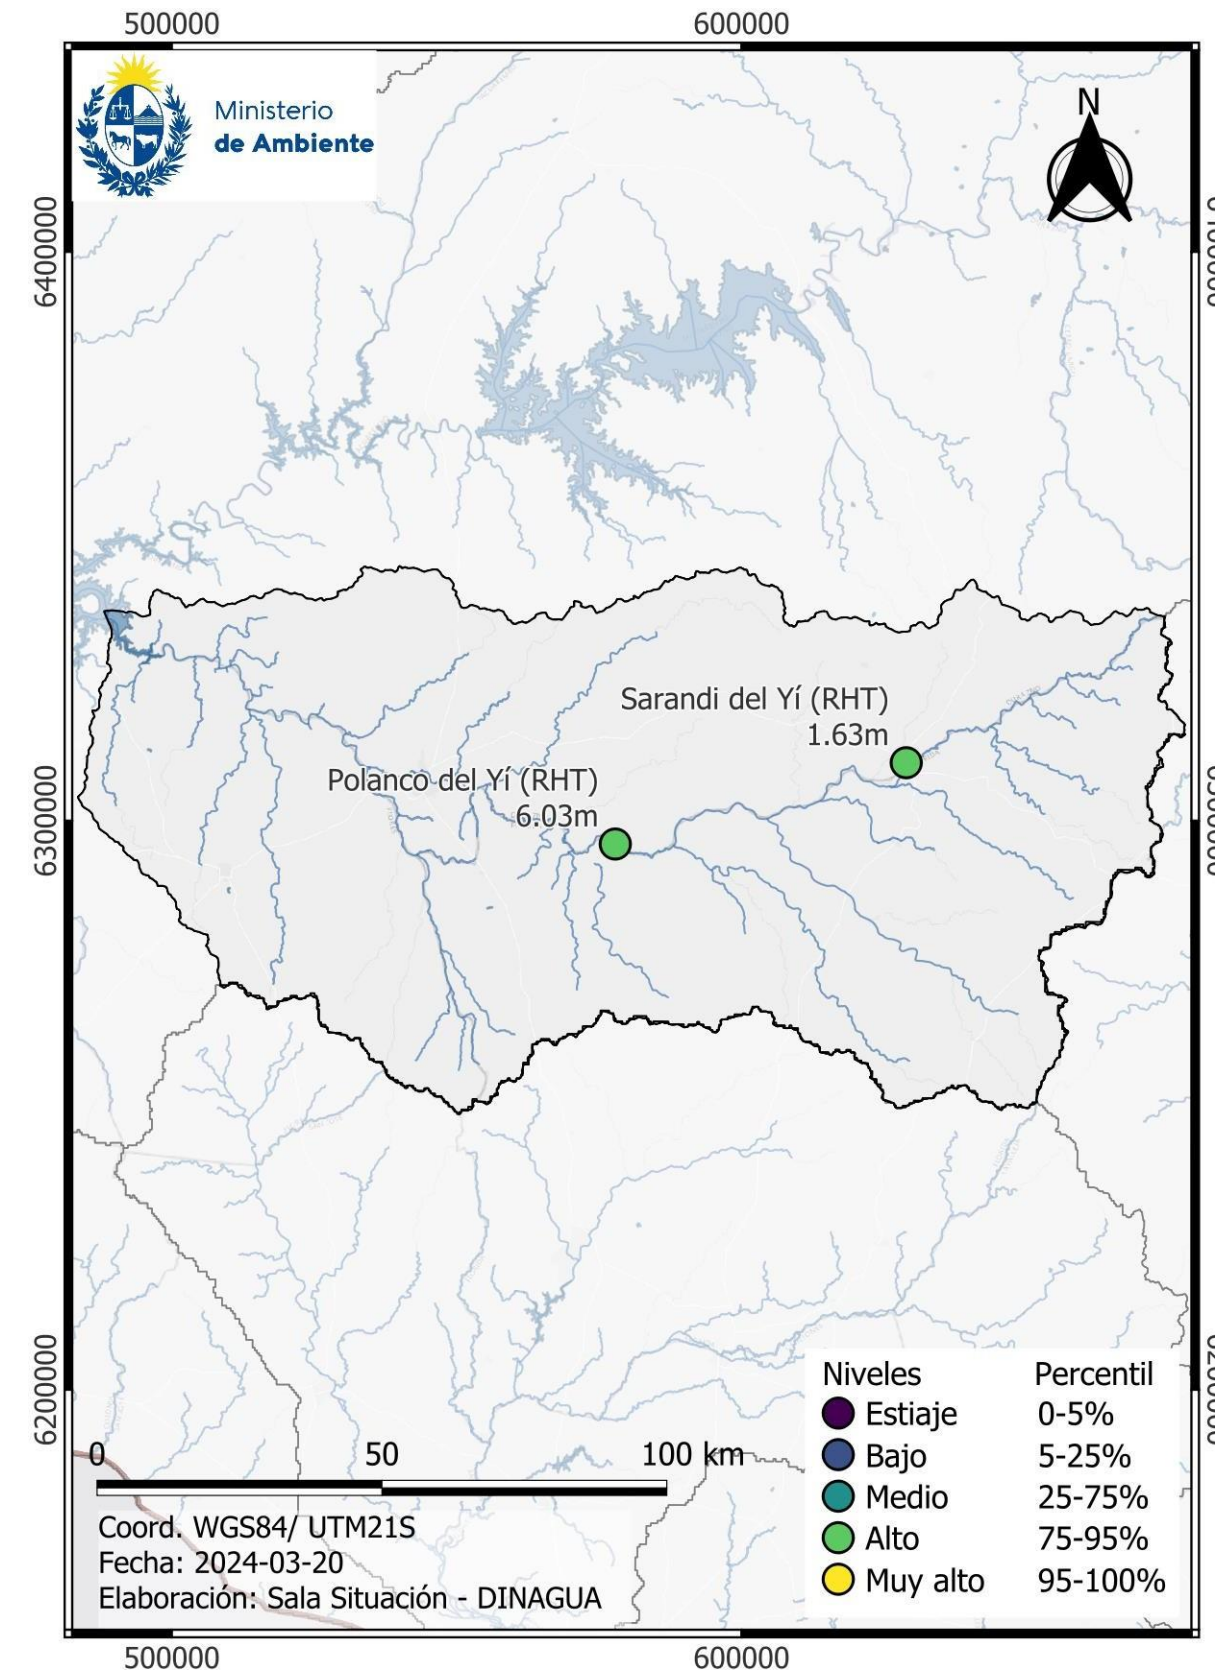 500000
600000
Ministerio
de Ambiente
N
6400000
6300000
6200000
Sarandi del Yí (RHT)
1.63m
Polanco del Yí (RHT)
6.03m
Niveles Percentil
Estiaje 0-5%
Bajo 5-25%
Medio 25-75%
Alto 75-95%
Muy alto 95-100%
0 50 100 km
Coord. WGS84/ UTM21S
Fecha: 2024-03-20
Elaboración: Sala Situación - DINAGUA
500000
600000